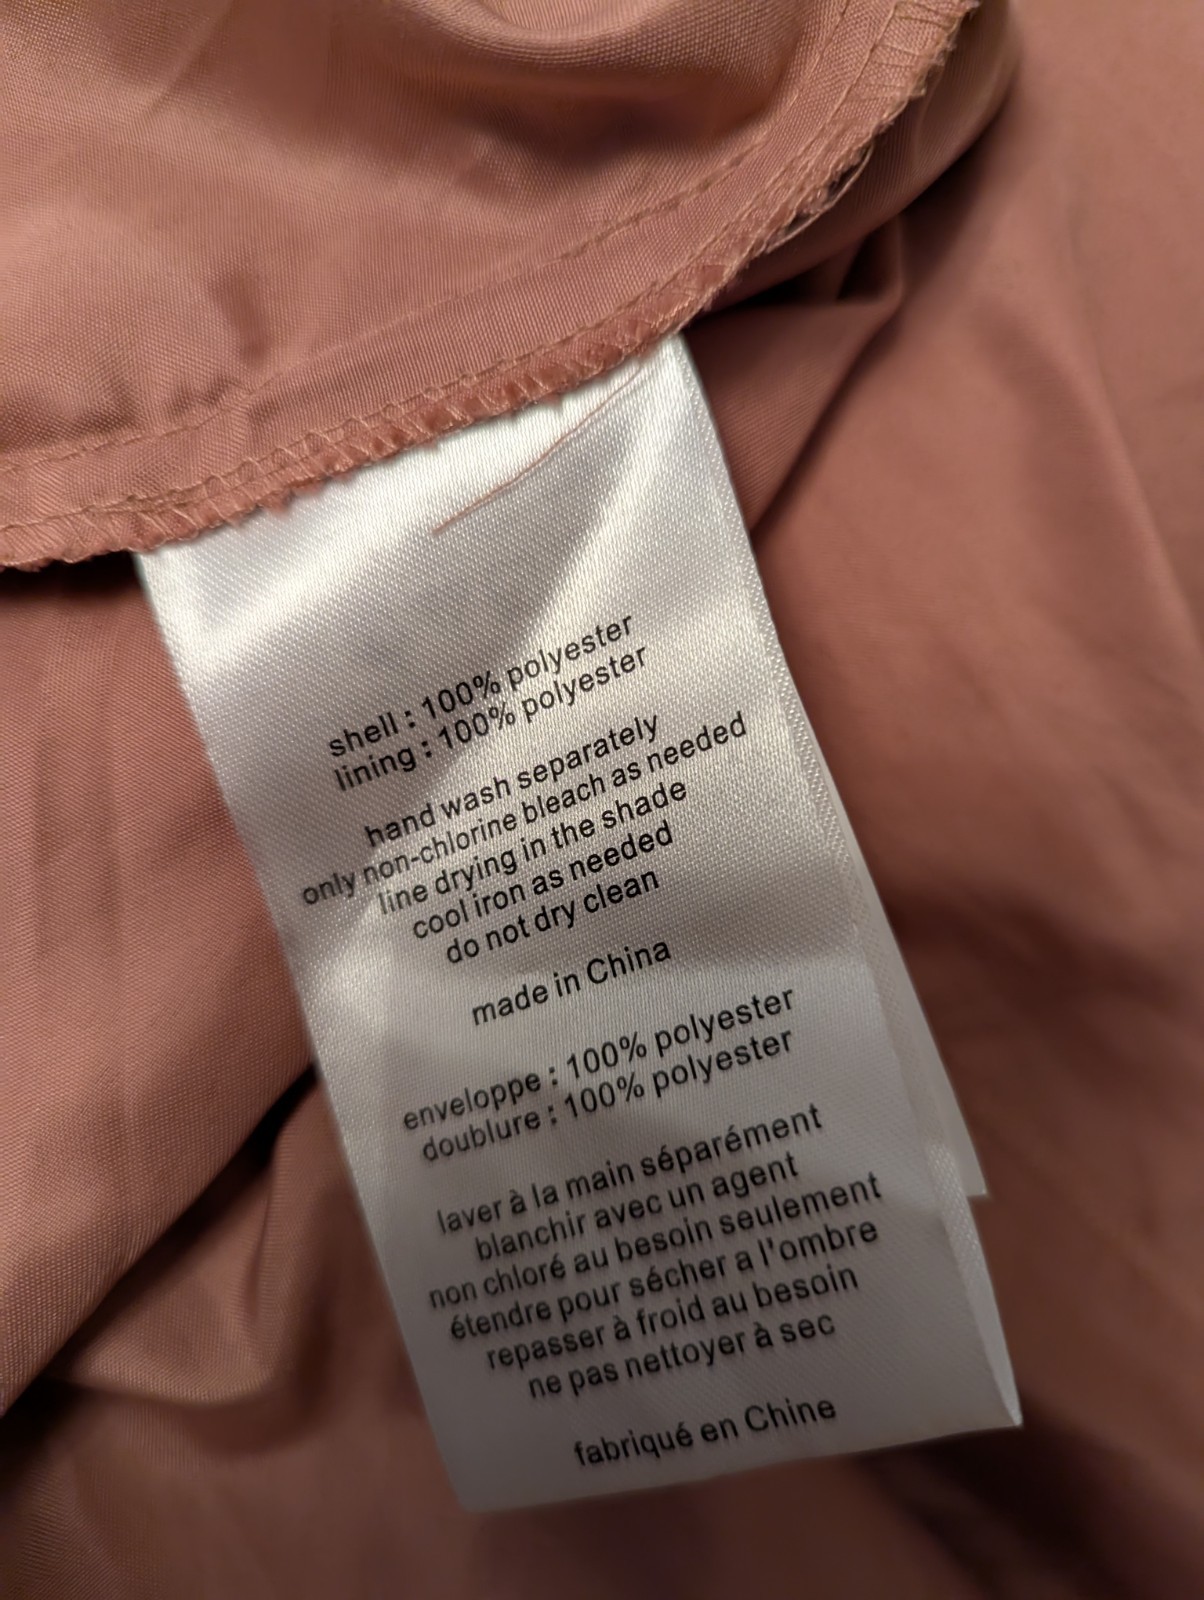 shell : 100% polyester
lining : 100% polyester
hand wash separately
only non-chlorine bleach as needed
line drying in the shade
cool iron as needed
do not dry clean
made in China
enveloppe : 100% polyester
doublure : 100% polyester
laver à la main séparément
blanchir avec un agent
non chloré au besoin seulement
étendre pour sécher a l'ombre
repasser à froid au besoin
ne pas nettoyer à sec
fabriqué en Chine